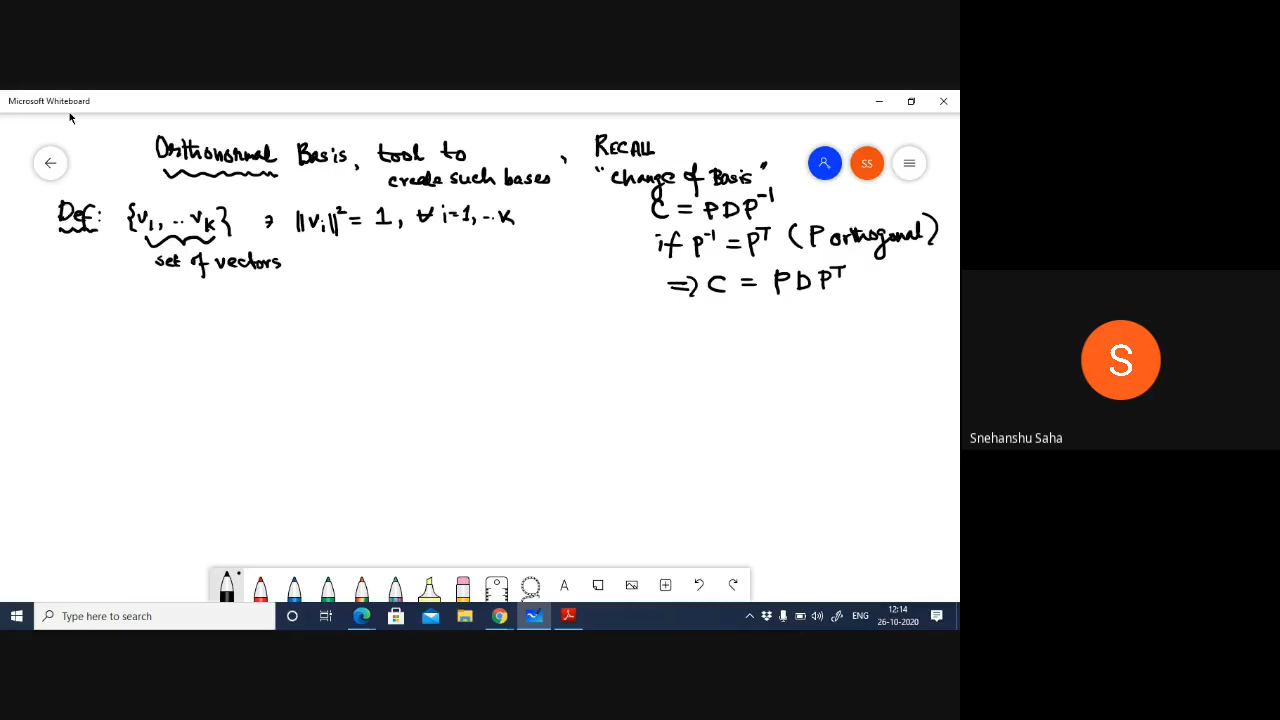 Microsoft Whiteboard
Orthonormal Basis, tool to create such bases,
RECALL
"Change of Basis"
C = P D P⁻¹
if P⁻¹ = Pᵀ (P orthogonal)
⇒ C = P D Pᵀ
Def: {v₁, .. vₖ} ∋ ||vᵢ||² = 1, ∀ i=1, .. k
set of vectors
SS
S
Snehanshu Saha
A
Type here to search
ENG
12:14
26-10-2020